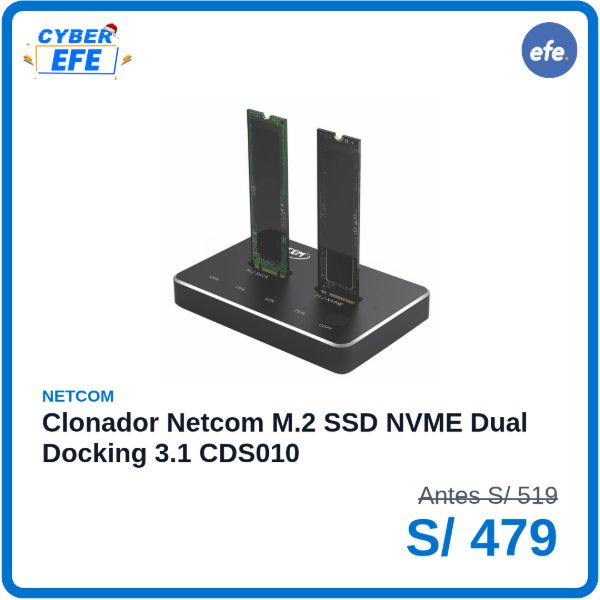 CYBER
EFE
efe.
NETCOM
Clonador Netcom M.2 SSD NVME Dual
Docking 3.1 CDS010
Antes S/ 519
S/ 479